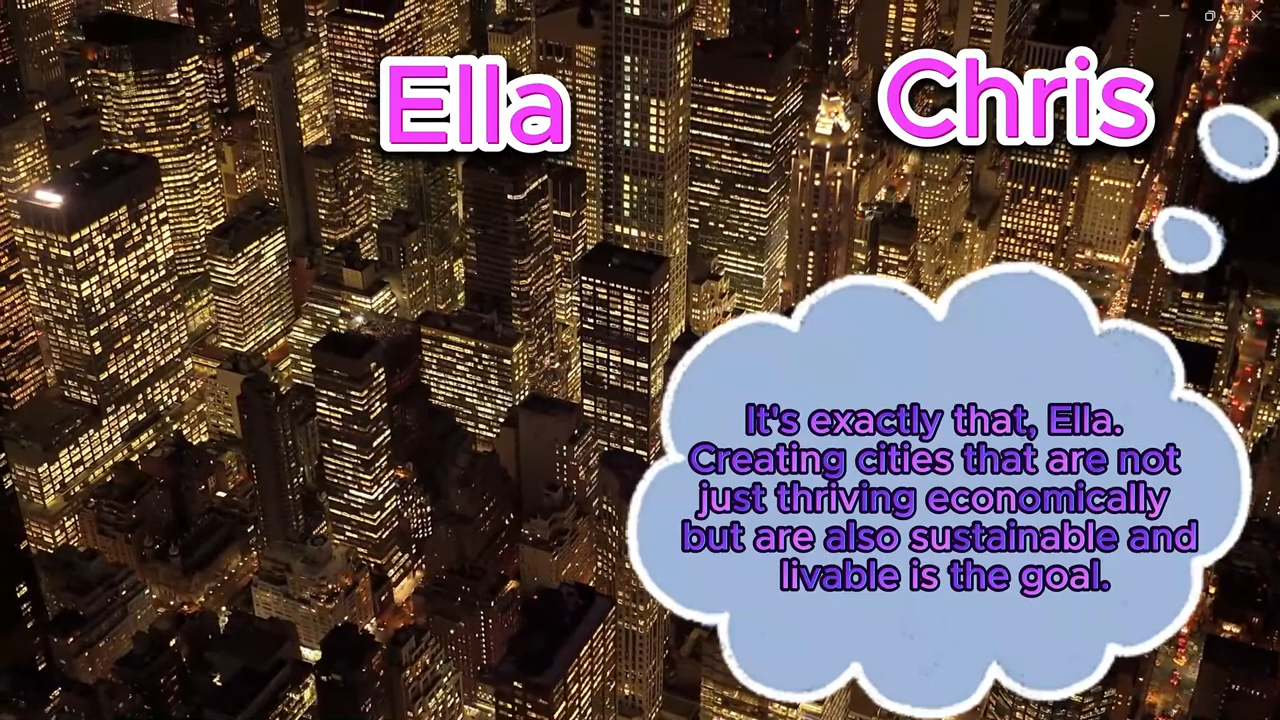 Ella
Chris
It's exactly that, Ella.
Creating cities that are not
just thriving economically
but are also sustainable and
livable is the goal.